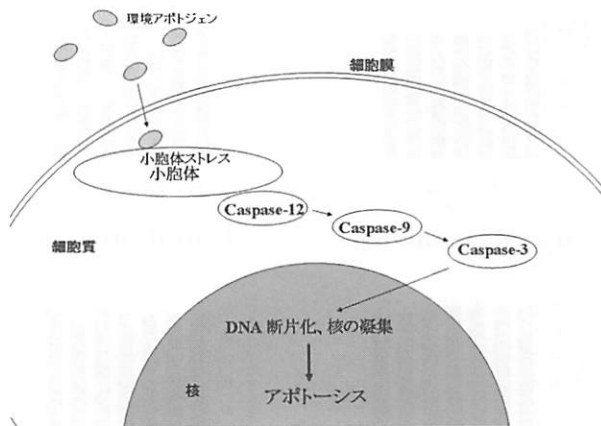 環境アポトジェン
細胞膜
小胞体ストレス
小胞体
Caspase-12
Caspase-9
Caspase-3
細胞質
DNA 断片化、核の凝集
核
アポトーシス